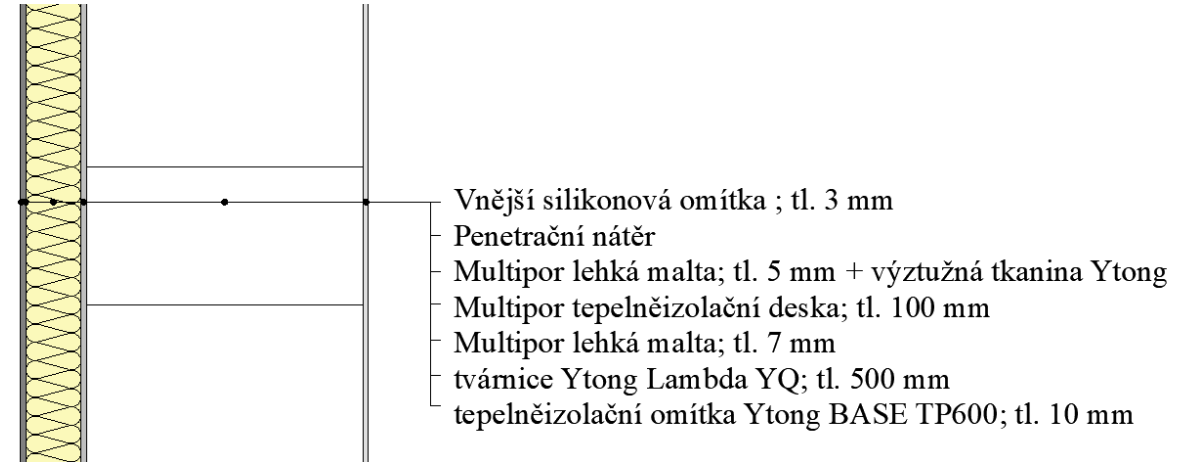 Vnější silikonová omítka ; tl. 3 mm
Penetrační nátěr
Multipor lehká malta; tl. 5 mm + výztužná tkanina Ytong
Multipor tepelněizolační deska; tl. 100 mm
Multipor lehká malta; tl. 7 mm
tvárnice Ytong Lambda YQ; tl. 500 mm
tepelněizolační omítka Ytong BASE TP600; tl. 10 mm